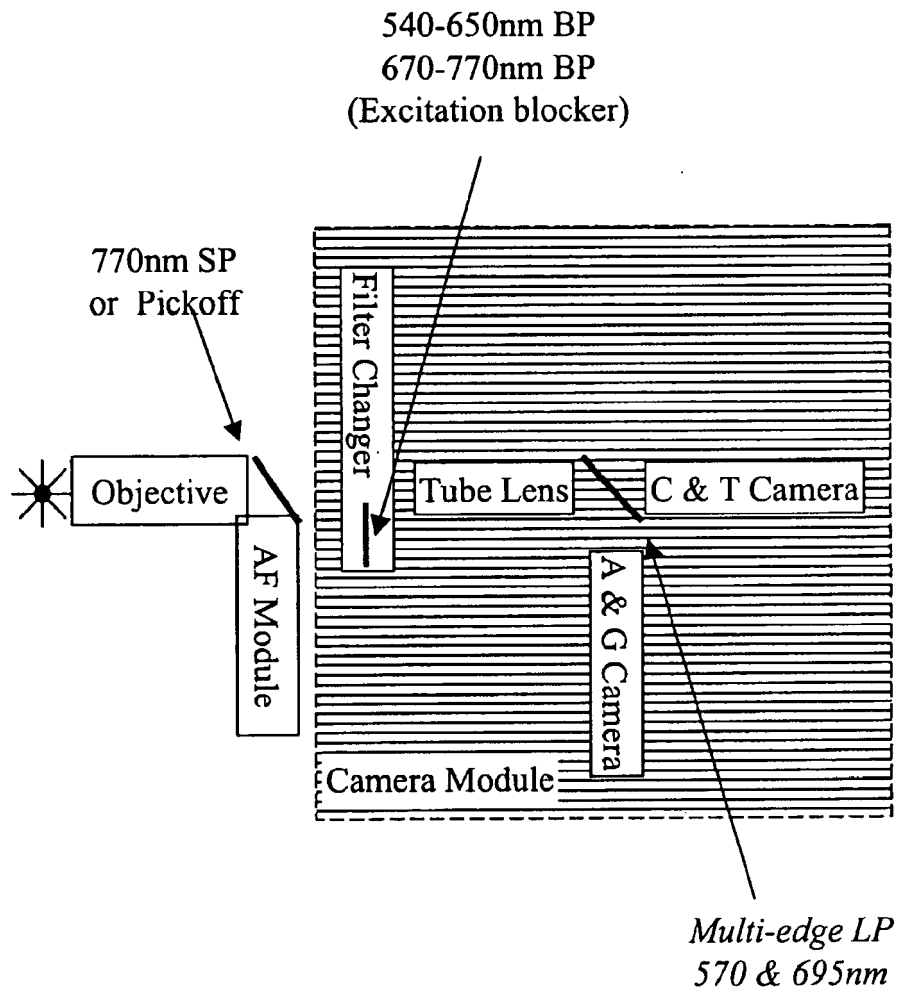 540-650nm BP
670-770nm BP
(Excitation blocker)
770nm SP
or Pickoff
Filter Changer
Objective
Tube Lens
C & T Camera
AF Module
A & G Camera
Camera Module
Multi-edge LP
570 & 695nm